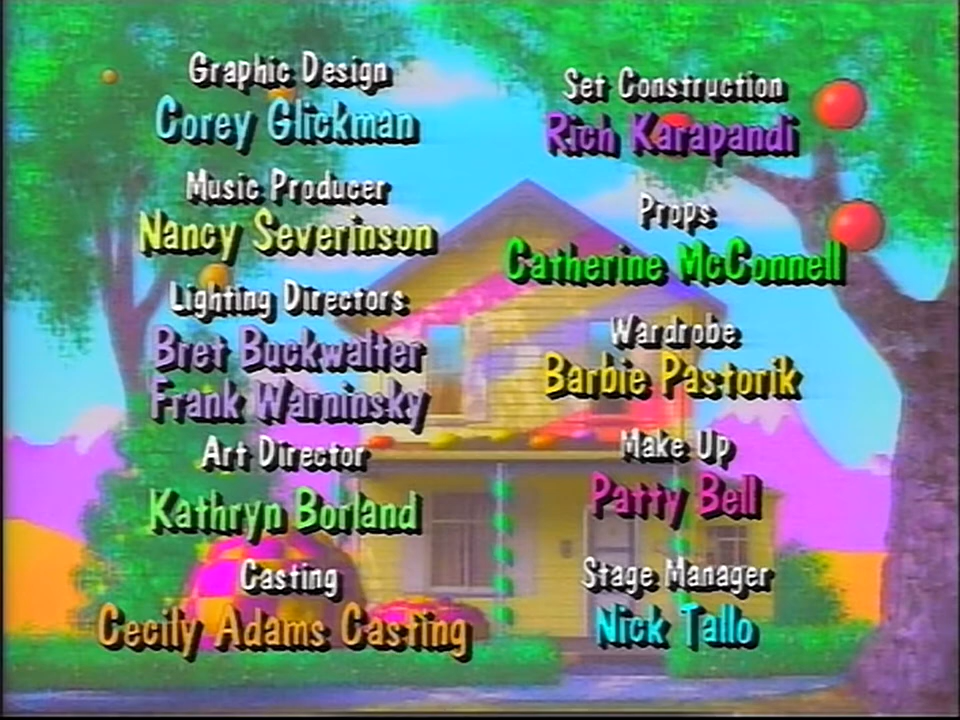 Graphic Design
Corey Glickman
Music Producer
Nancy Severinson
Lighting Directors
Bret Buckwalter
Frank Warninsky
Art Director
Kathryn Borland
Casting
Cecily Adams Casting
Set Construction
Rich Karapandi
Props
Catherine McConnell
Wardrobe
Barbie Pastorik
Make Up
Patty Bell
Stage Manager
Nick Tallo